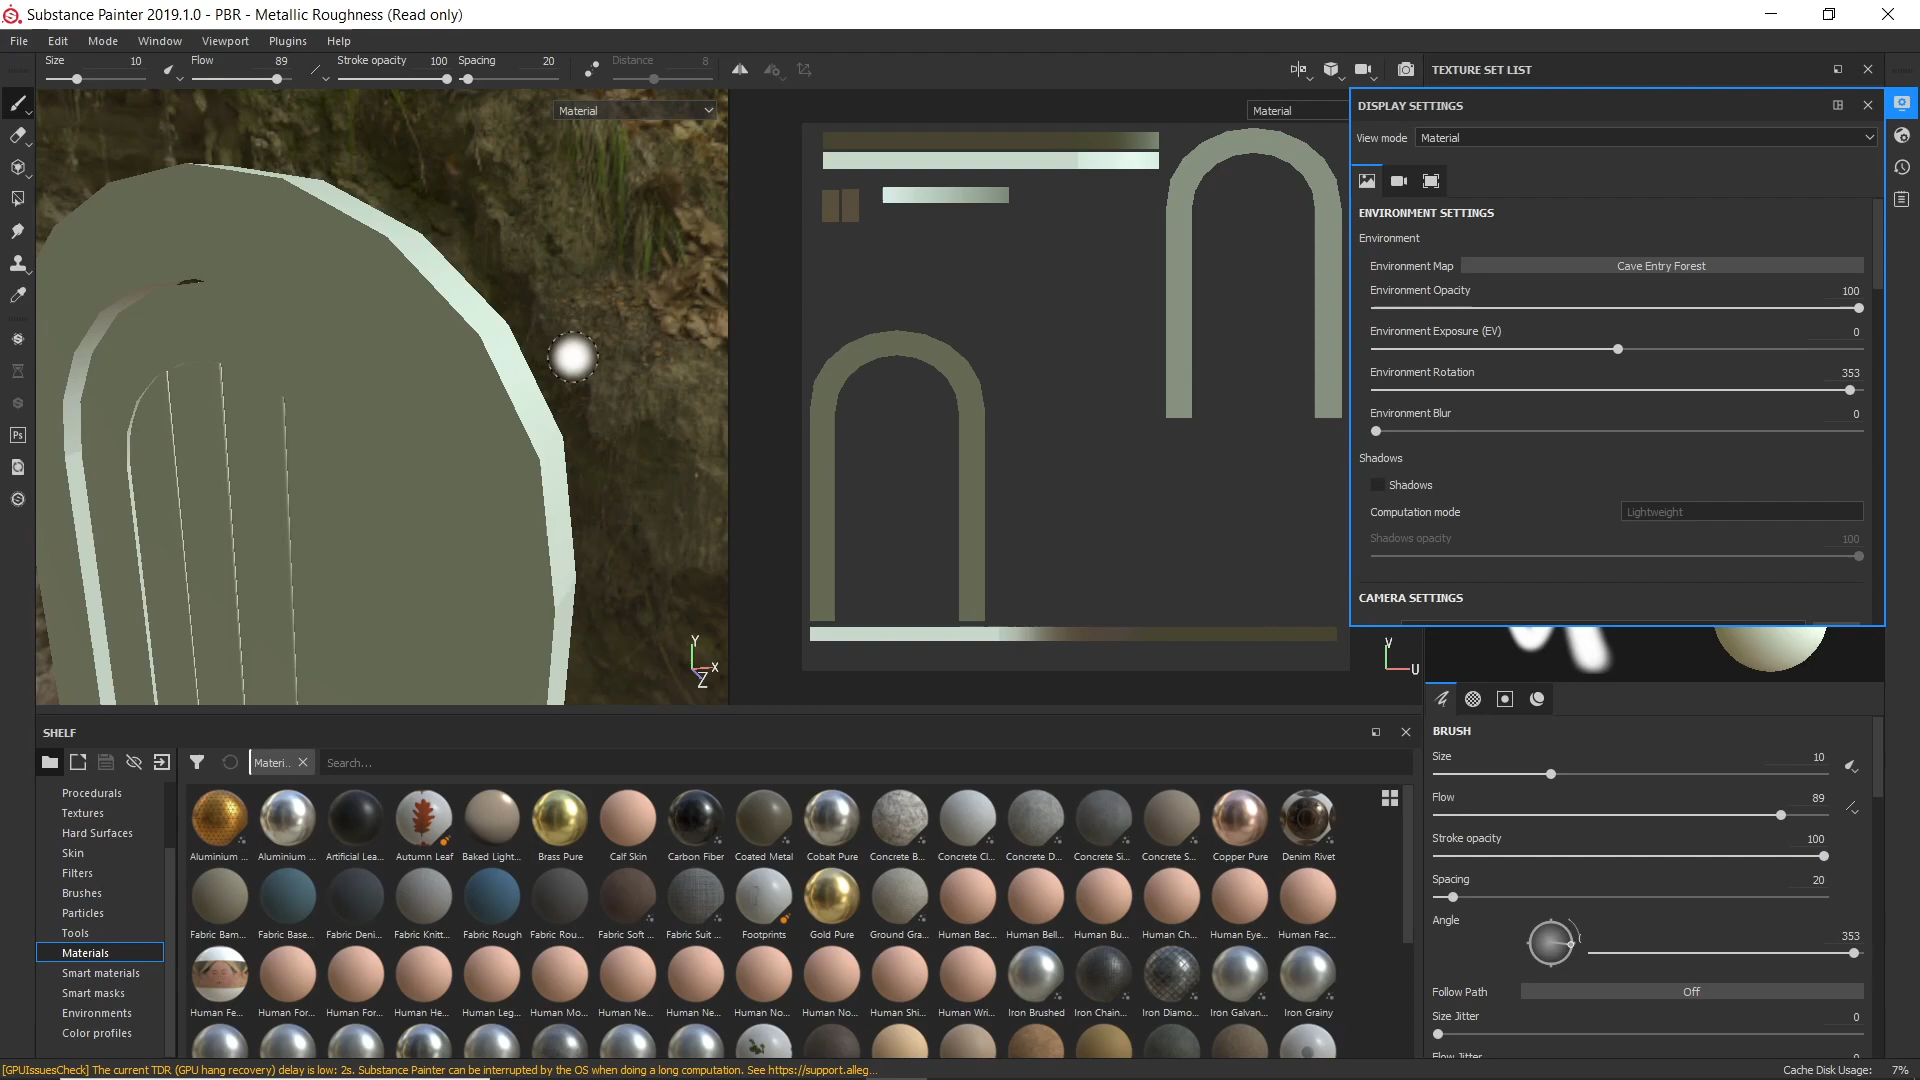 Substance Painter 2019.1.0 - PBR - Metallic Roughness (Read only)
File Edit Mode Window Viewport Plugins Help
Size 10 Flow 89 Stroke opacity 100 Spacing 20 Distance 8
TEXTURE SET LIST
Material
Material
DISPLAY SETTINGS
View mode Material
ENVIRONMENT SETTINGS
Environment
Environment Map Cave Entry Forest
Environment Opacity 100
Environment Exposure (EV) 0
Environment Rotation 353
Environment Blur 0
Shadows
Shadows
Computation mode Lightweight
Shadows opacity 100
CAMERA SETTINGS
Y
X
Z
V
U
Ps
SHELF
Materi.. Search...
Procedurals
Textures
Hard Surfaces
Skin
Filters
Brushes
Particles
Tools
Materials
Smart materials
Smart masks
Environments
Color profiles
Aluminium ... Aluminium ... Artificial Lea... Autumn Leaf Baked Light... Brass Pure Calf Skin Carbon Fiber Coated Metal Cobalt Pure Concrete B... Concrete Cl... Concrete D... Concrete Si... Concrete S... Copper Pure Denim Rivet
Fabric Bam... Fabric Base... Fabric Deni... Fabric Knitt... Fabric Rough Fabric Rou... Fabric Soft ... Fabric Suit ... Footprints Gold Pure Ground Gra... Human Bac... Human Bell... Human Bu... Human Ch... Human Eye... Human Fac...
Human Fe... Human For... Human For... Human He... Human Leg... Human Mo... Human Ne... Human Ne... Human No... Human No... Human Shi... Human Wri... Iron Brushed Iron Chain... Iron Diamo... Iron Galvan... Iron Grainy
BRUSH
Size 10
Flow 89
Stroke opacity 100
Spacing 20
Angle 353
Follow Path Off
Size Jitter 0
Flow Jitter
[GPUIssuesCheck] The current TDR (GPU hang recovery) delay is low: 2s. Substance Painter can be interrupted by the OS when doing a long computation. See https://support.alleg...
Cache Disk Usage: 7%